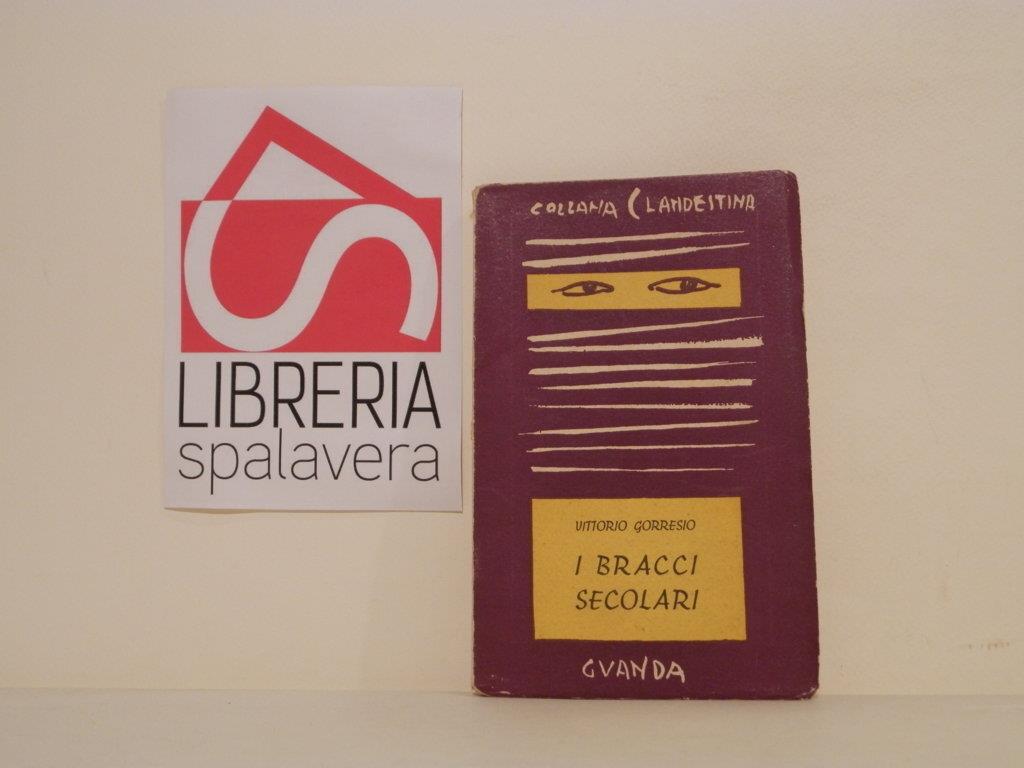 LIBRERIA
spalavera
COLLANA CLANDESTINA
VITTORIO GORRESIO
I BRACCI
SECOLARI
GUANDA